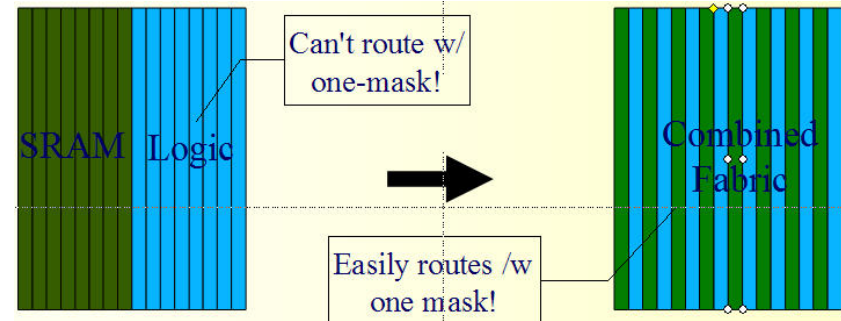 Can't route w/
one-mask!
SRAM
Logic
Combined
Fabric
Easily routes /w
one mask!